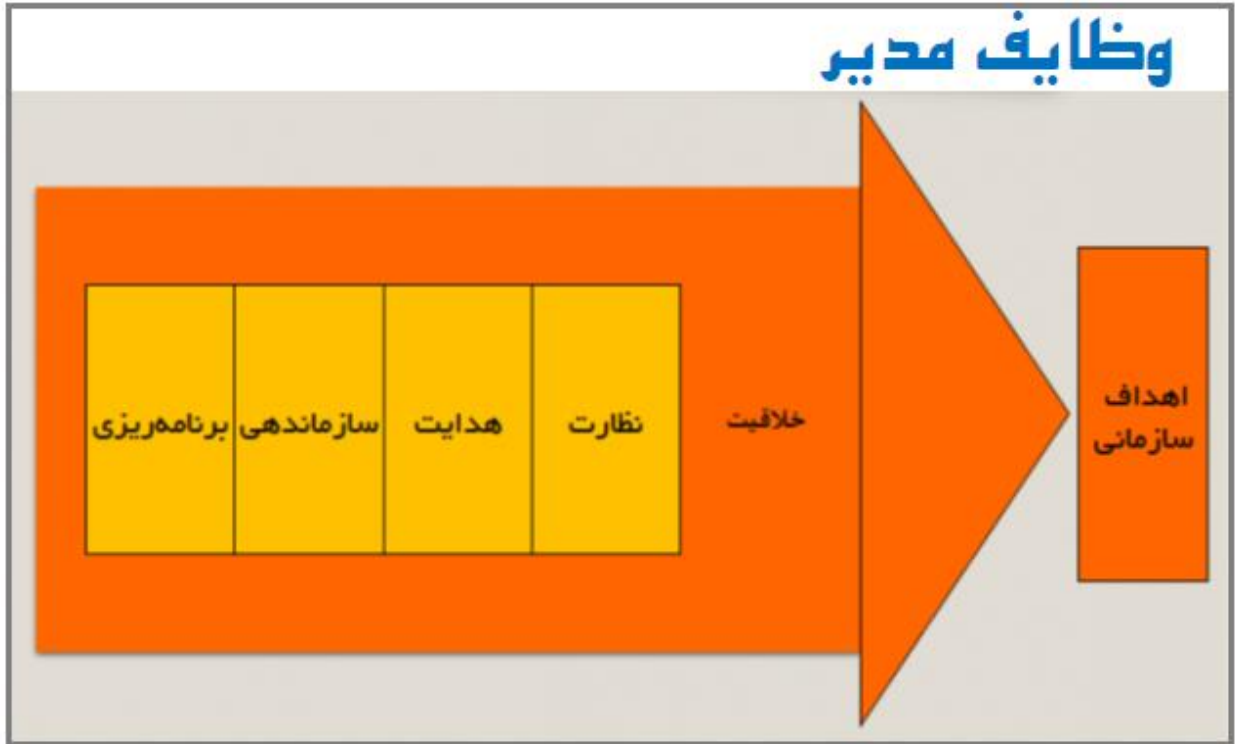 وظایف مدیر
برنامه‌ریزی
سازماندهی
هدایت
نظارت
خلاقیت
اهداف
سازمانی